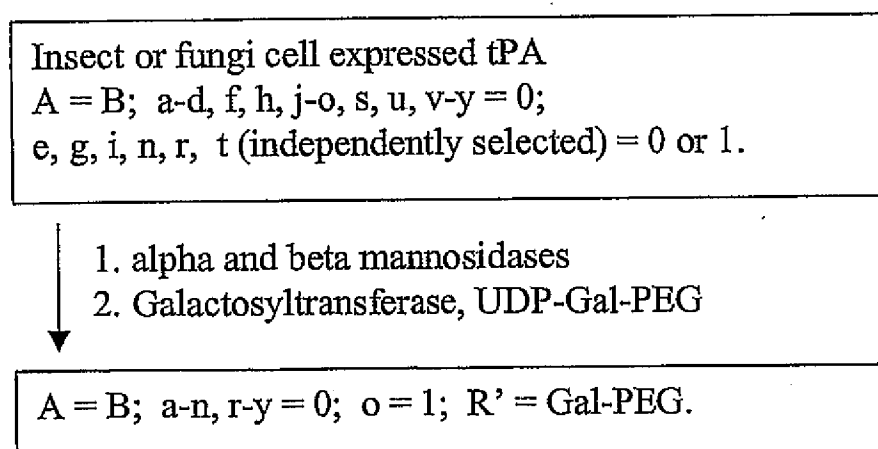 Insect or fungi cell expressed tPA
A = B; a-d, f, h, j-o, s, u, v-y = 0;
e, g, i, n, r, t (independently selected) = 0 or 1.
1. alpha and beta mannosidases
2. Galactosyltransferase, UDP-Gal-PEG
A = B; a-n, r-y = 0; o = 1; R’ = Gal-PEG.